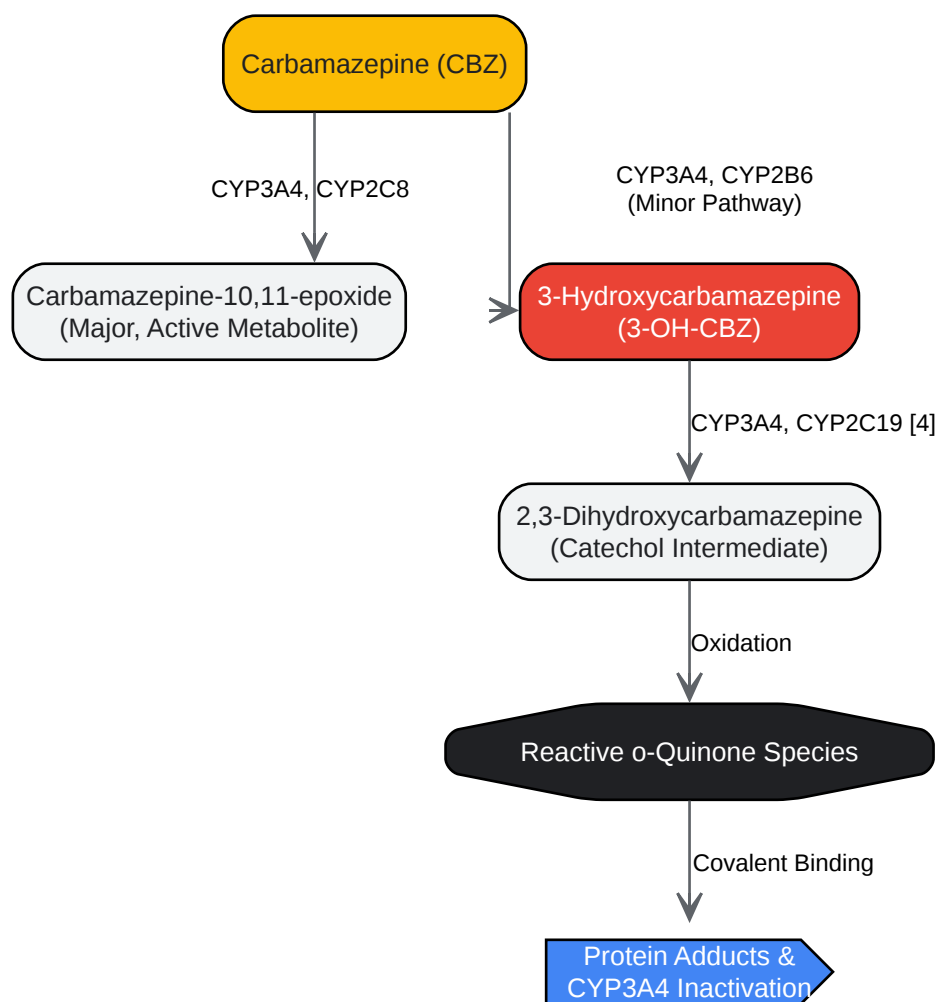 Carbamazepine (CBZ)
CYP3A4, CYP2C8
CYP3A4, CYP2B6
(Minor Pathway)
Carbamazepine-10,11-epoxide
(Major, Active Metabolite)
3-Hydroxycarbamazepine
(3-OH-CBZ)
CYP3A4, CYP2C19 [4]
2,3-Dihydroxycarbamazepine
(Catechol Intermediate)
Oxidation
Reactive o-Quinone Species
Covalent Binding
Protein Adducts &
CYP3A4 Inactivation